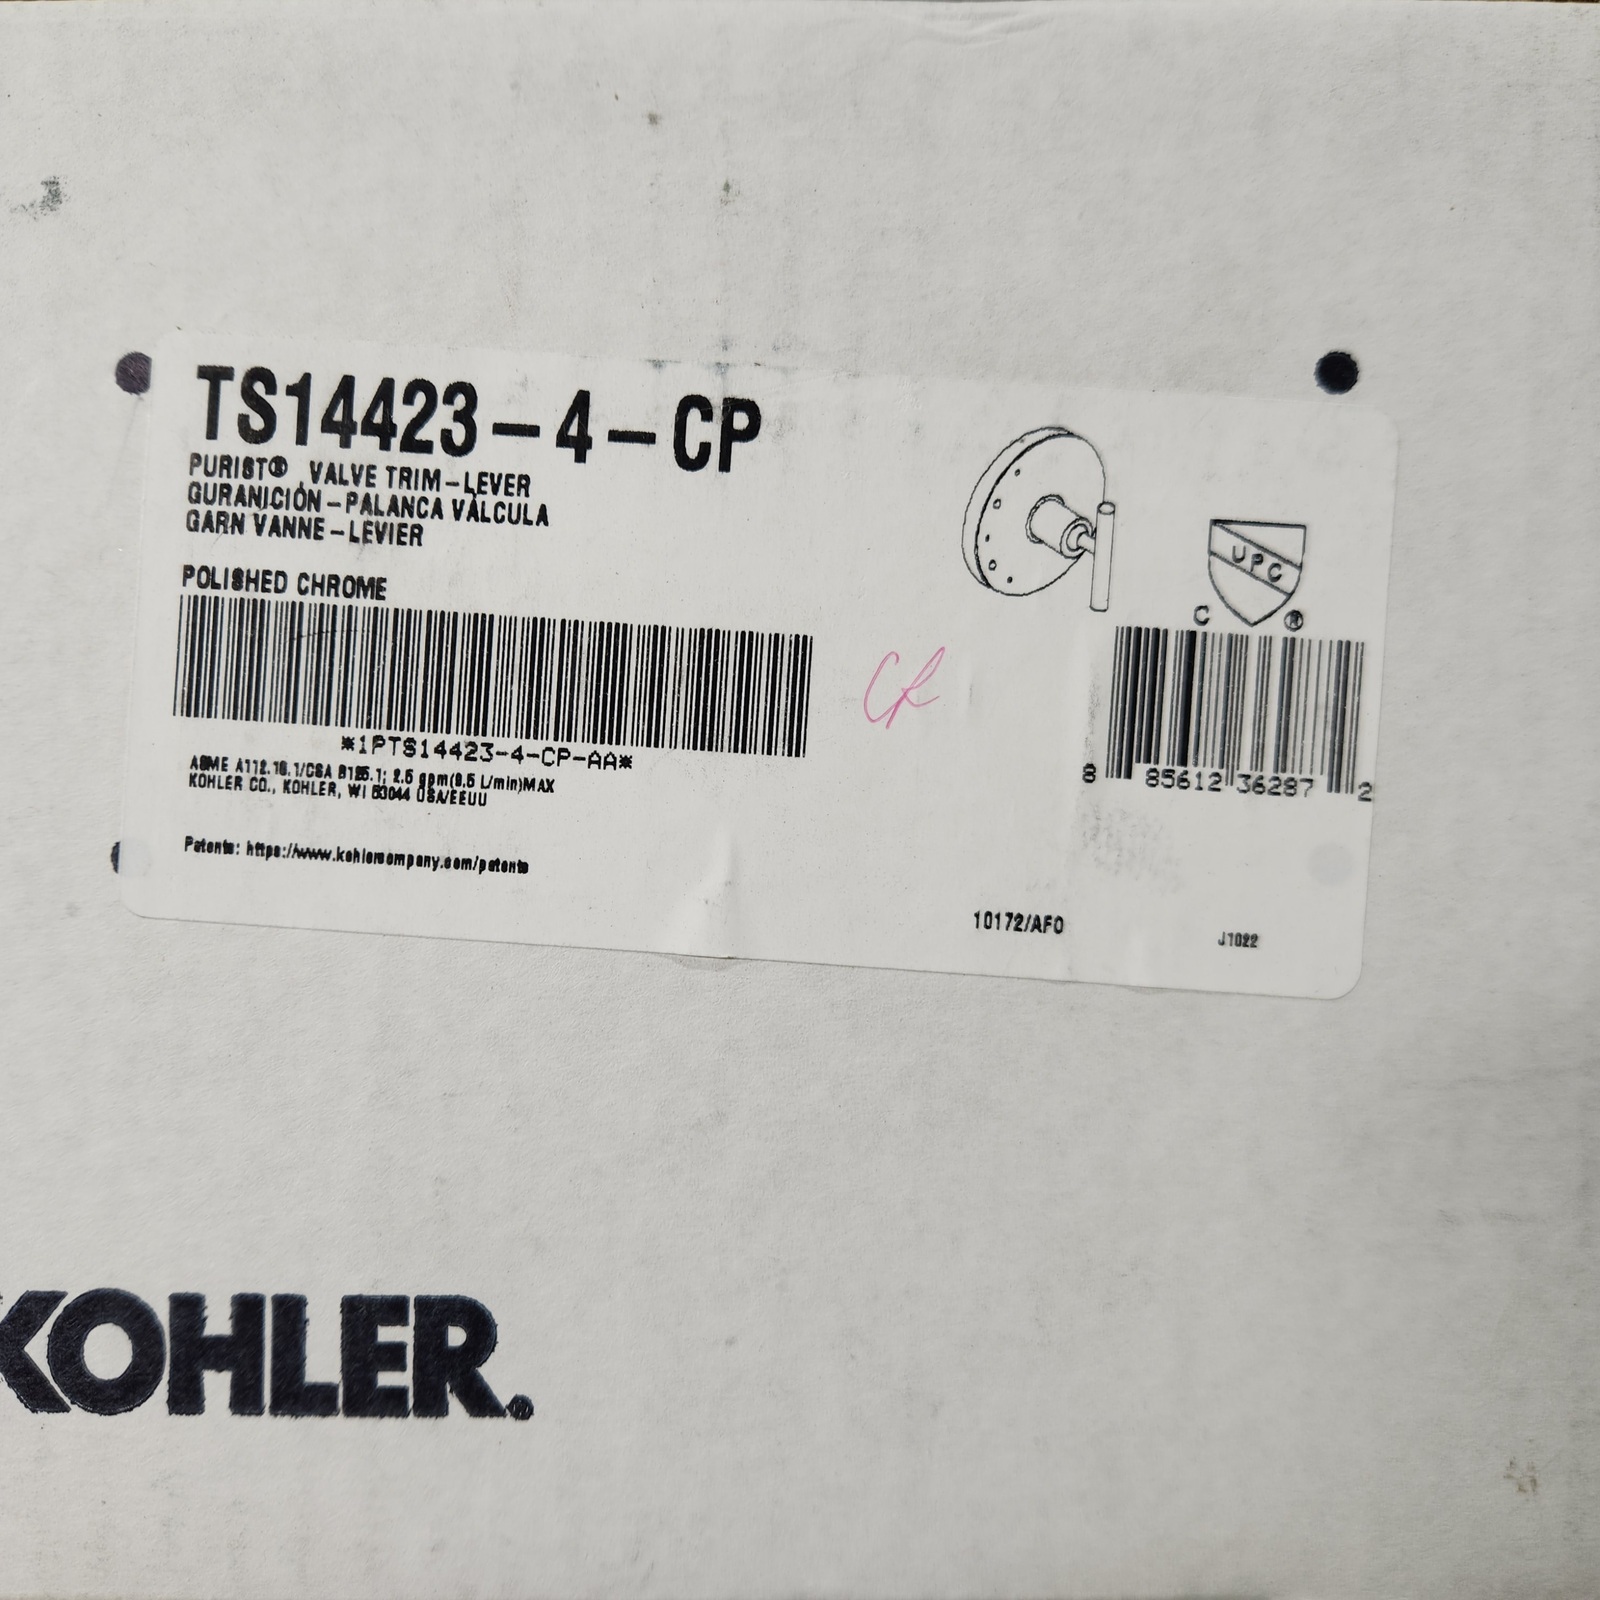 TS14423-4-CP
PURIST® VALVE TRIM-LEVER
GURANICIÓN-PALANCA VÁLCULA
GARN VANNE-LEVIER
POLISHED CHROME
*1PTS14423-4-CP-AA*
ASME A112.18.1/CSA B125.1; 2.5 gpm(9.5 L/min)MAX
KOHLER CO., KOHLER, WI 53044 USA/EEUU
Patents: https://www.kohlercompany.com/patents
UPC
C ®
8 85612 36287 2
10172/AF0
J1022
KOHLER®